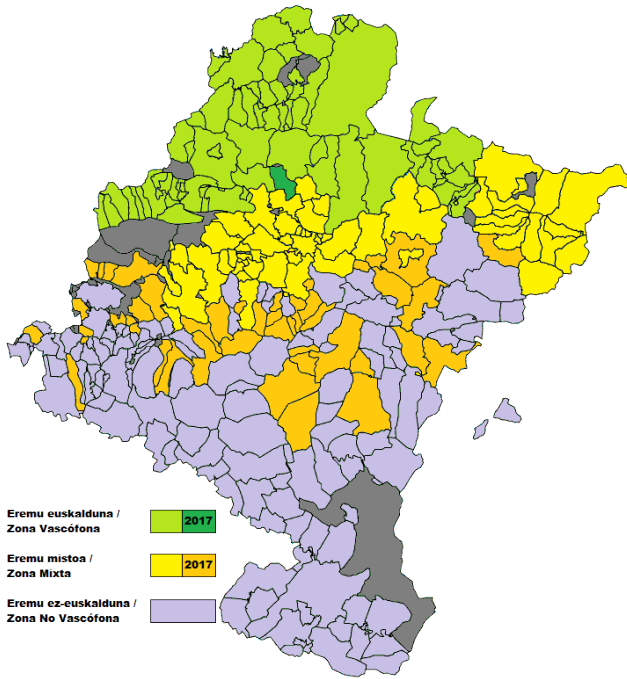 Eremu euskalduna /
Zona Vascófona
2017
Eremu mistoa /
Zona Mixta
2017
Eremu ez-euskalduna /
Zona No Vascófona